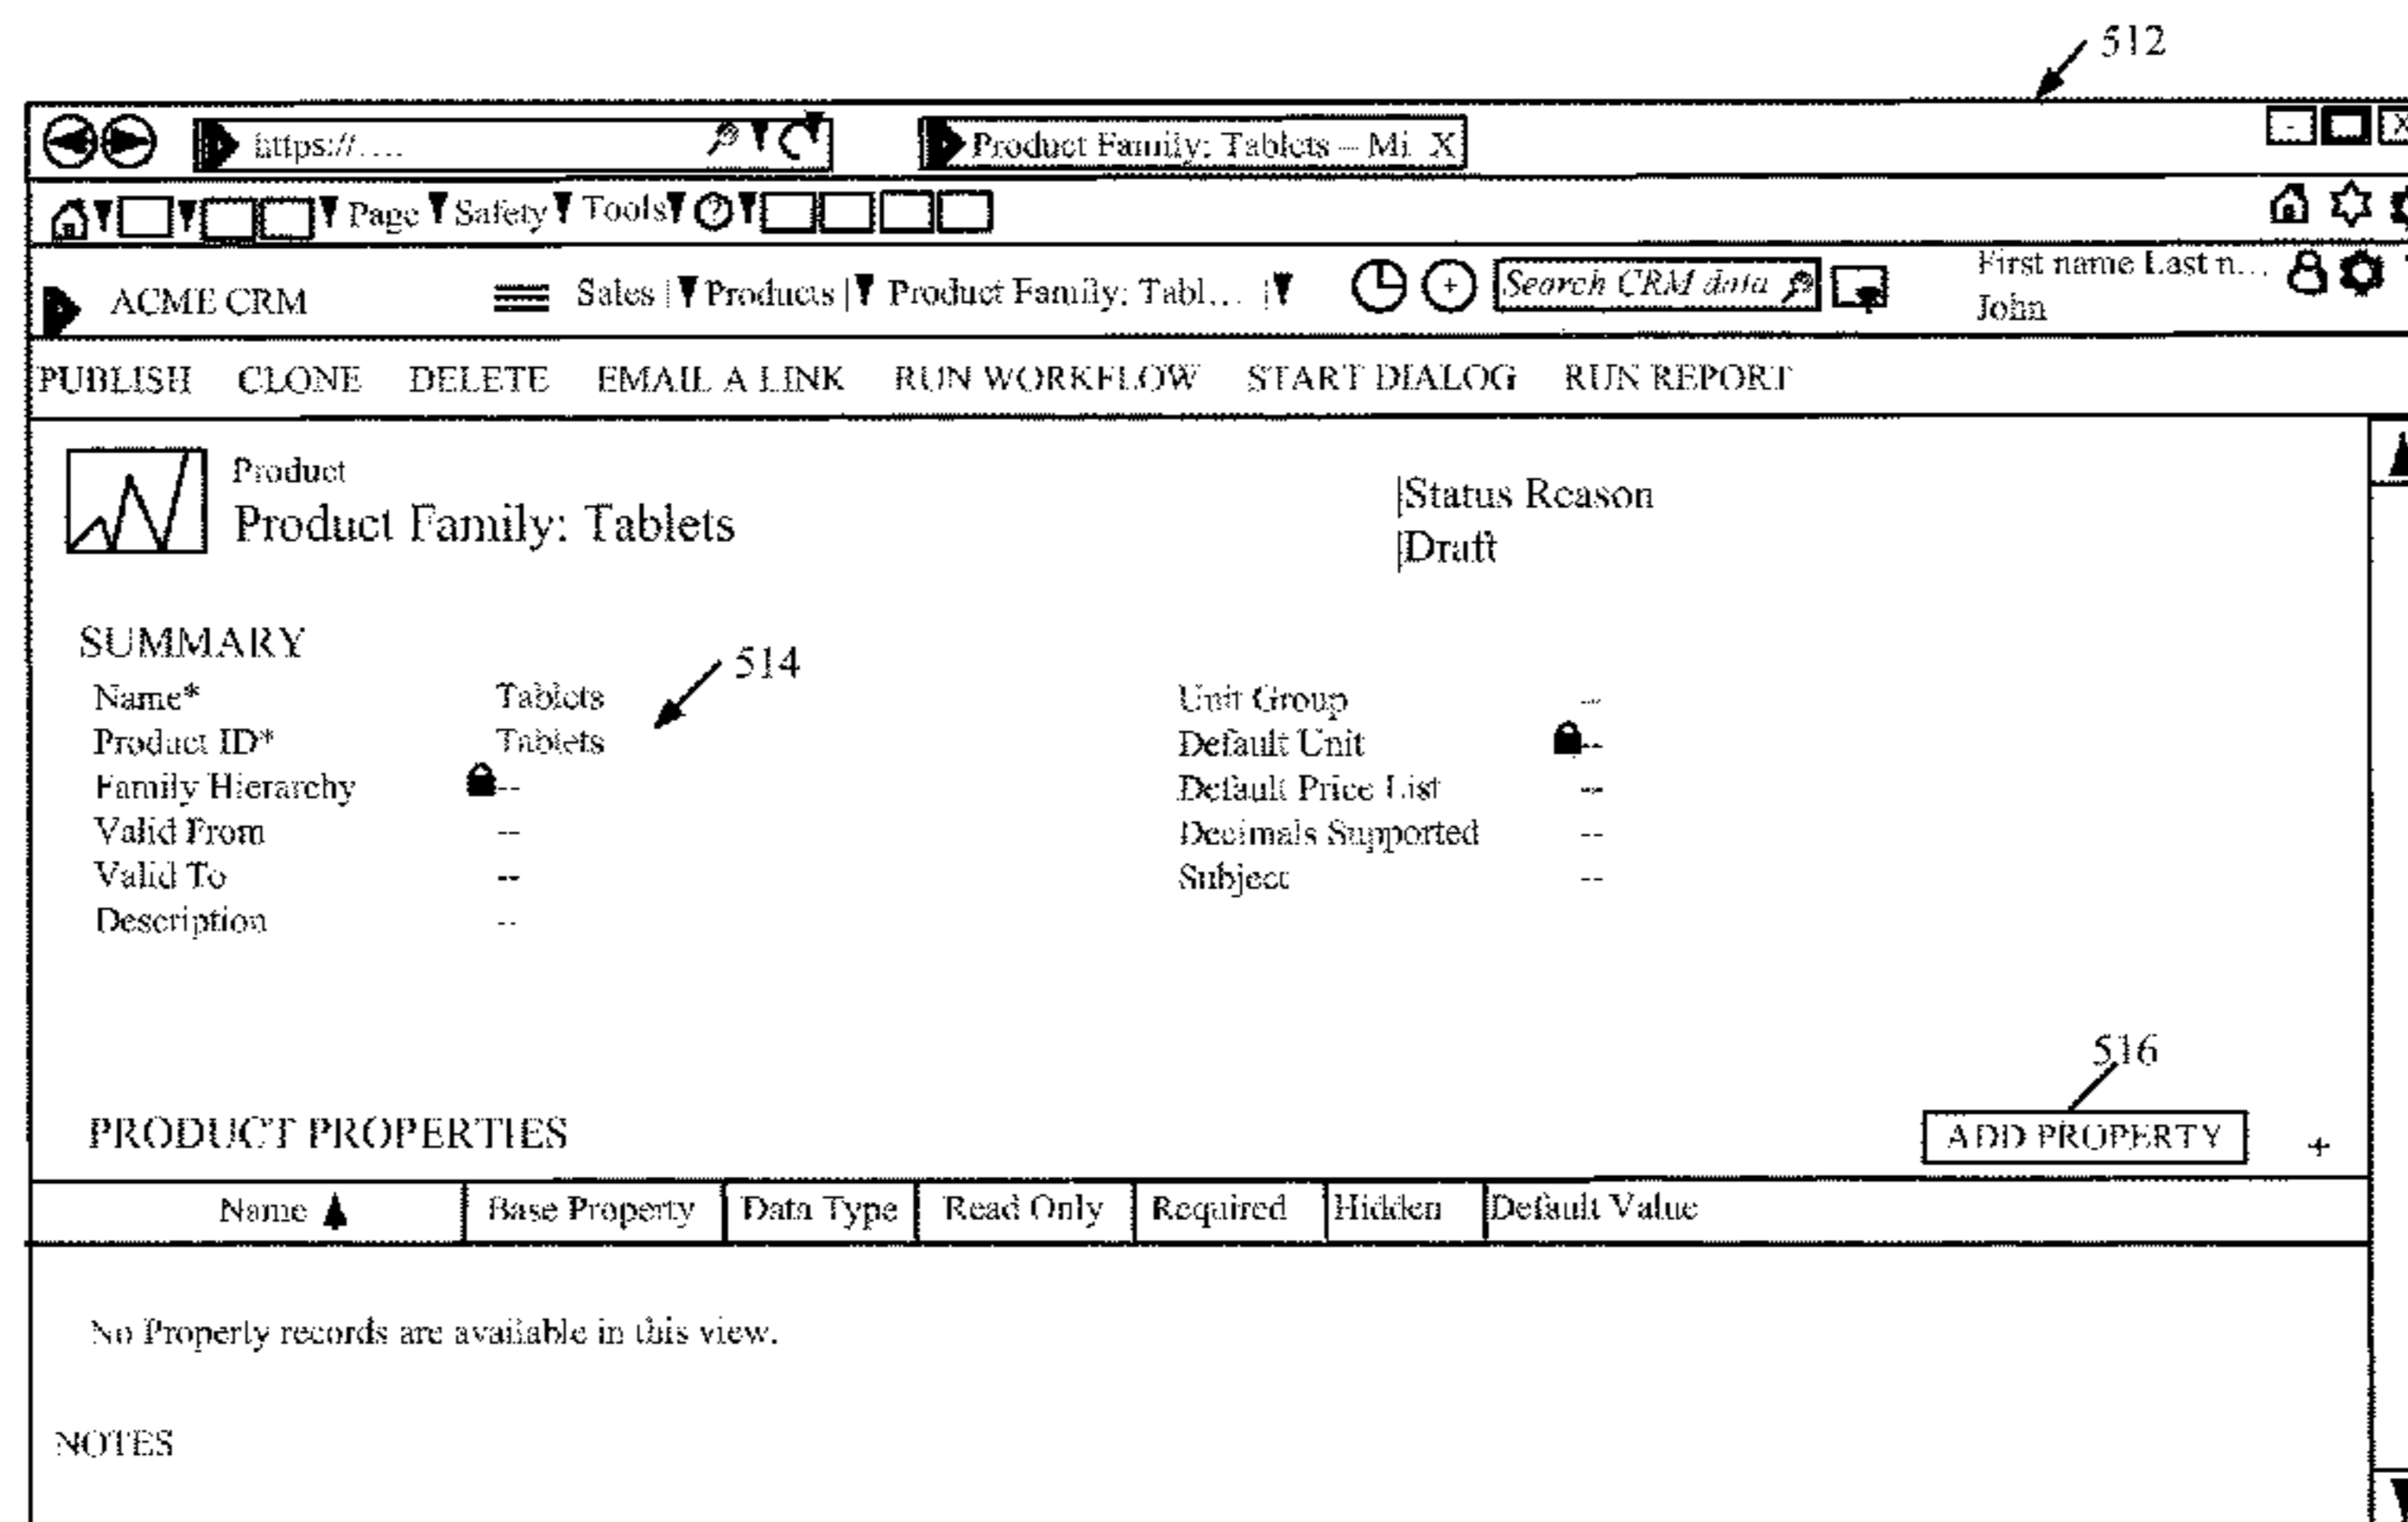 512
https://.... Product Family: Tablets – Mi. X - X
Page Safety Tools ?
ACME CRM Sales | Products | Product Family: Tabl... | + Search CRM data First name Last n...
John
PUBLISH CLONE DELETE EMAIL A LINK RUN WORKFLOW START DIALOG RUN REPORT
Product
Product Family: Tablets
Status Reason
Draft
SUMMARY
514
Name* Tablets Unit Group --
Product ID* Tablets Default Unit --
Family Hierarchy -- Default Price List --
Valid From -- Decimals Supported --
Valid To -- Subject --
Description --
516
PRODUCT PROPERTIES ADD PROPERTY +
Name Base Property Data Type Read Only Required Hidden Default Value
No Property records are available in this view.
NOTES